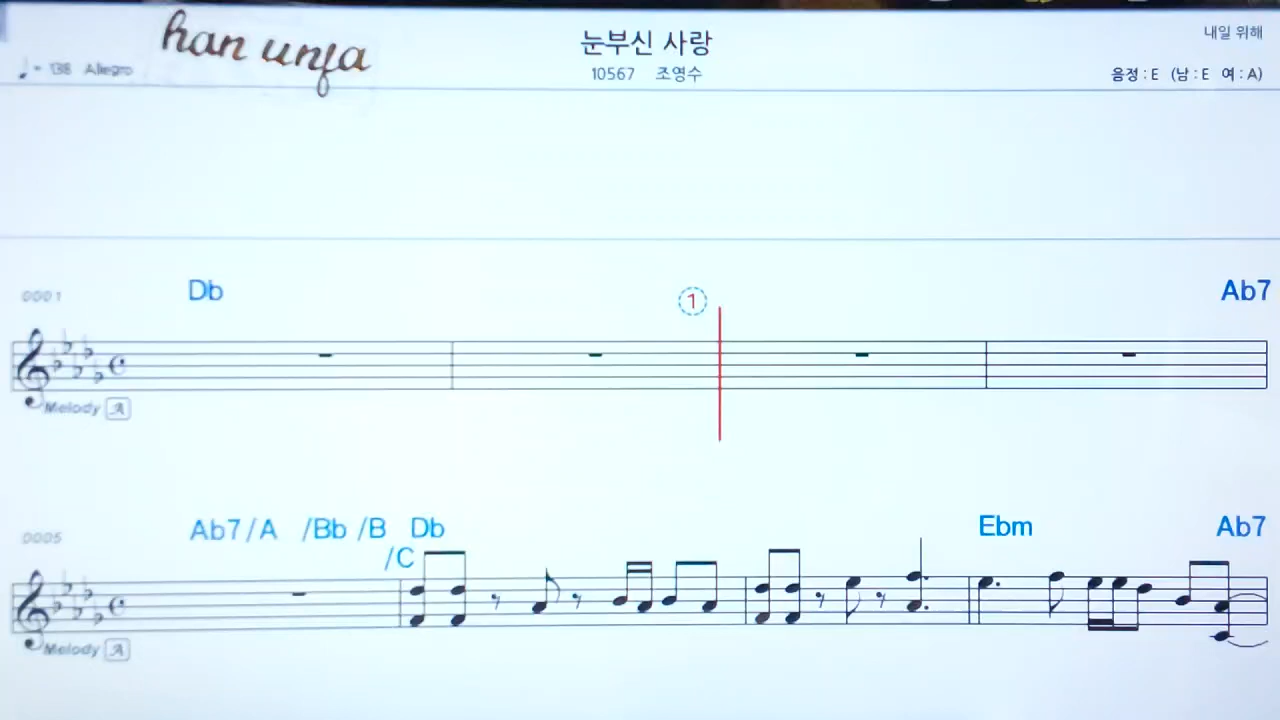 han unja
눈부신 사랑
내일 위해
♩= 138 Allegro
10567 조영수
음정 : E (남 : E 여 : A)
0001 Db ① Ab7
Melody A
0005 Ab7/A /Bb /B Db Ebm Ab7
/C
Melody A